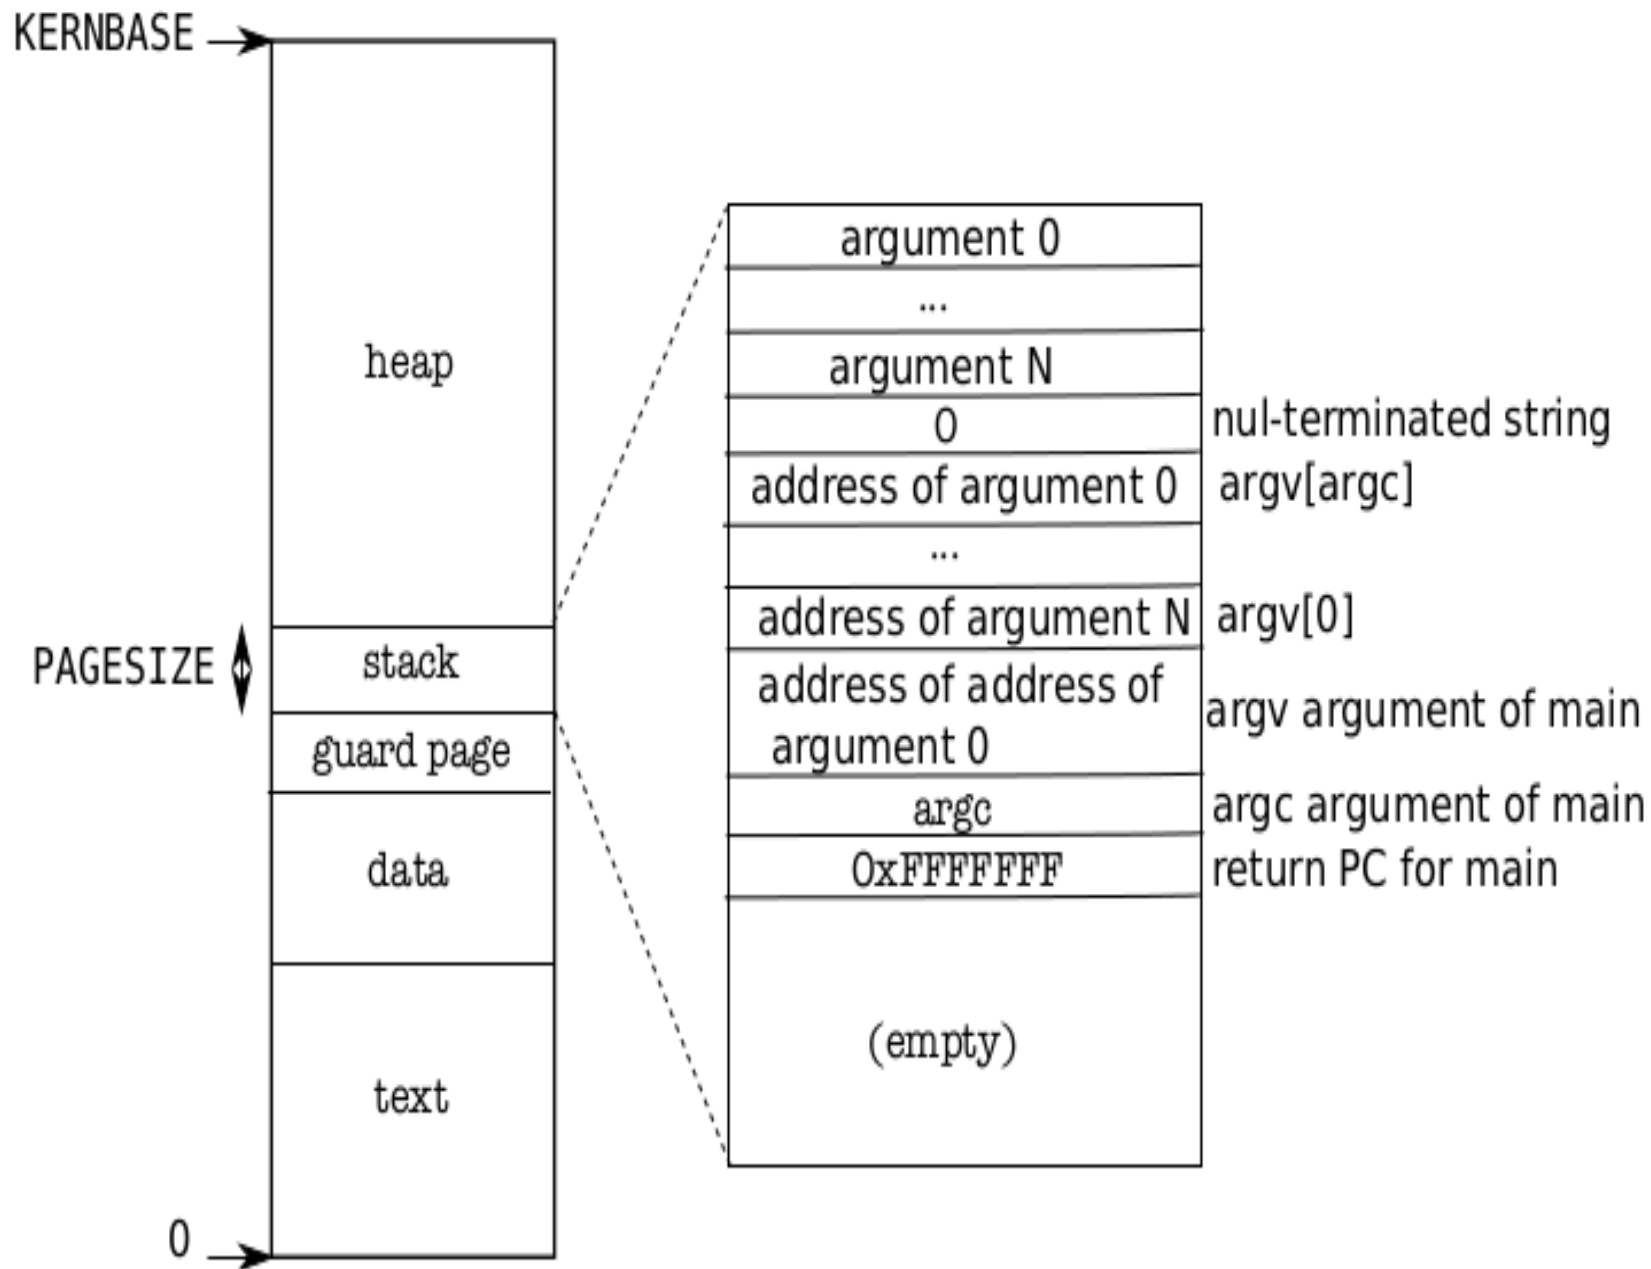 KERNBASE
heap
PAGESIZE
stack
guard page
data
text
0
argument 0
...
argument N
0
nul-terminated string
address of argument 0
argv[argc]
...
address of argument N
argv[0]
address of address of
argument 0
argv argument of main
argc
argc argument of main
0xFFFFFFF
return PC for main
(empty)